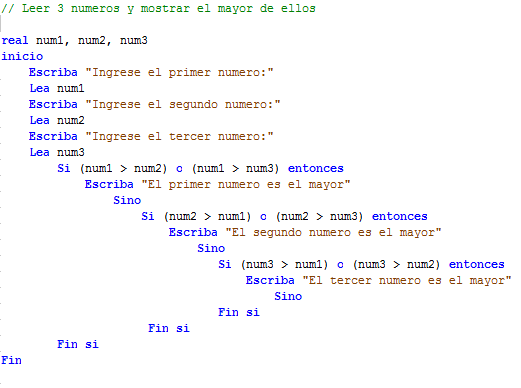 // Leer 3 numeros y mostrar el mayor de ellos
real num1, num2, num3
inicio
Escriba "Ingrese el primer numero:"
Lea num1
Escriba "Ingrese el segundo numero:"
Lea num2
Escriba "Ingrese el tercer numero:"
Lea num3
Si (num1 > num2) o (num1 > num3) entonces
Escriba "El primer numero es el mayor"
Sino
Si (num2 > num1) o (num2 > num3) entonces
Escriba "El segundo numero es el mayor"
Sino
Si (num3 > num1) o (num3 > num2) entonces
Escriba "El tercer numero es el mayor"
Sino
Fin si
Fin si
Fin si
Fin